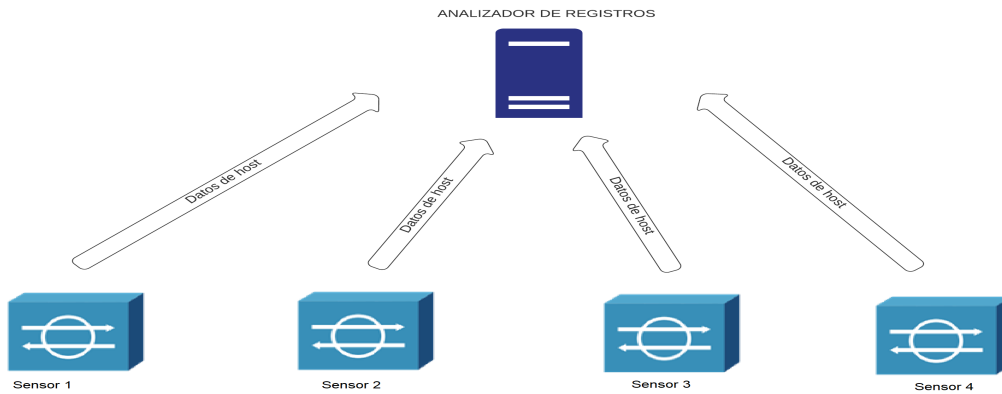 ANALIZADOR DE REGISTROS
Datos de host
Datos de host
Datos de host
Datos de host
Sensor 1
Sensor 2
Sensor 3
Sensor 4